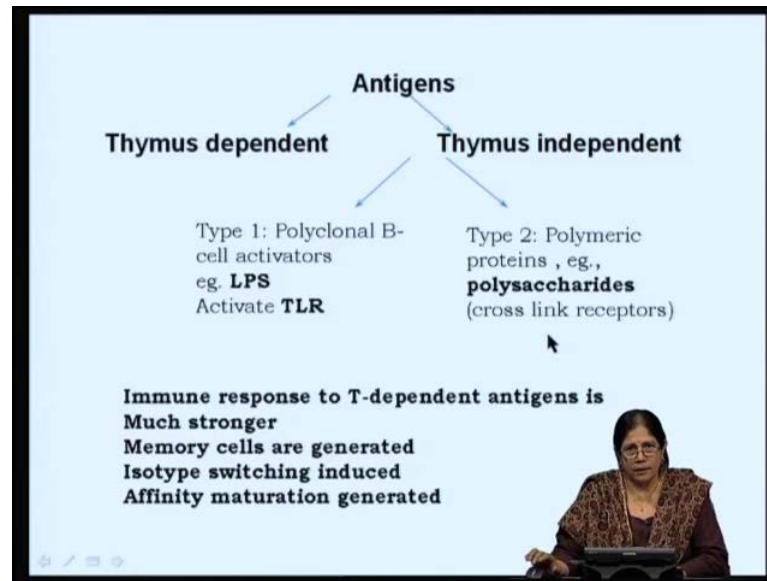 Antigens
Thymus dependent
Thymus independent
Type 1: Polyclonal B-
cell activators
eg. LPS
Activate TLR
Type 2: Polymeric
proteins , eg.,
polysaccharides
(cross link receptors)
Immune response to T-dependent antigens is
Much stronger
Memory cells are generated
Isotype switching induced
Affinity maturation generated